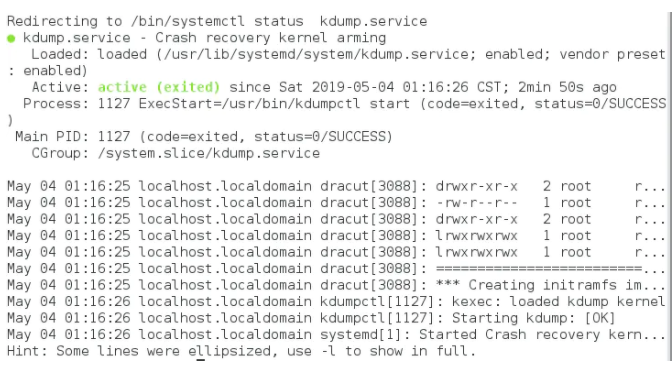 Redirecting to /bin/systemctl status  kdump.service
● kdump.service - Crash recovery kernel arming
   Loaded: loaded (/usr/lib/systemd/system/kdump.service; enabled; vendor preset
: enabled)
   Active: active (exited) since Sat 2019-05-04 01:16:26 CST; 2min 50s ago
  Process: 1127 ExecStart=/usr/bin/kdumpctl start (code=exited, status=0/SUCCESS
)
 Main PID: 1127 (code=exited, status=0/SUCCESS)
   CGroup: /system.slice/kdump.service

May 04 01:16:25 localhost.localdomain dracut[3088]: drwxr-xr-x   2 root      r...
May 04 01:16:25 localhost.localdomain dracut[3088]: -rw-r--r--   1 root      r...
May 04 01:16:25 localhost.localdomain dracut[3088]: drwxr-xr-x   2 root      r...
May 04 01:16:25 localhost.localdomain dracut[3088]: lrwxrwxrwx   1 root      r...
May 04 01:16:25 localhost.localdomain dracut[3088]: lrwxrwxrwx   1 root      r...
May 04 01:16:25 localhost.localdomain dracut[3088]: =========================...
May 04 01:16:25 localhost.localdomain dracut[3088]: *** Creating initramfs im...
May 04 01:16:26 localhost.localdomain kdumpctl[1127]: kexec: loaded kdump kernel
May 04 01:16:26 localhost.localdomain kdumpctl[1127]: Starting kdump: [OK]
May 04 01:16:26 localhost.localdomain systemd[1]: Started Crash recovery kern...
Hint: Some lines were ellipsized, use -l to show in full.